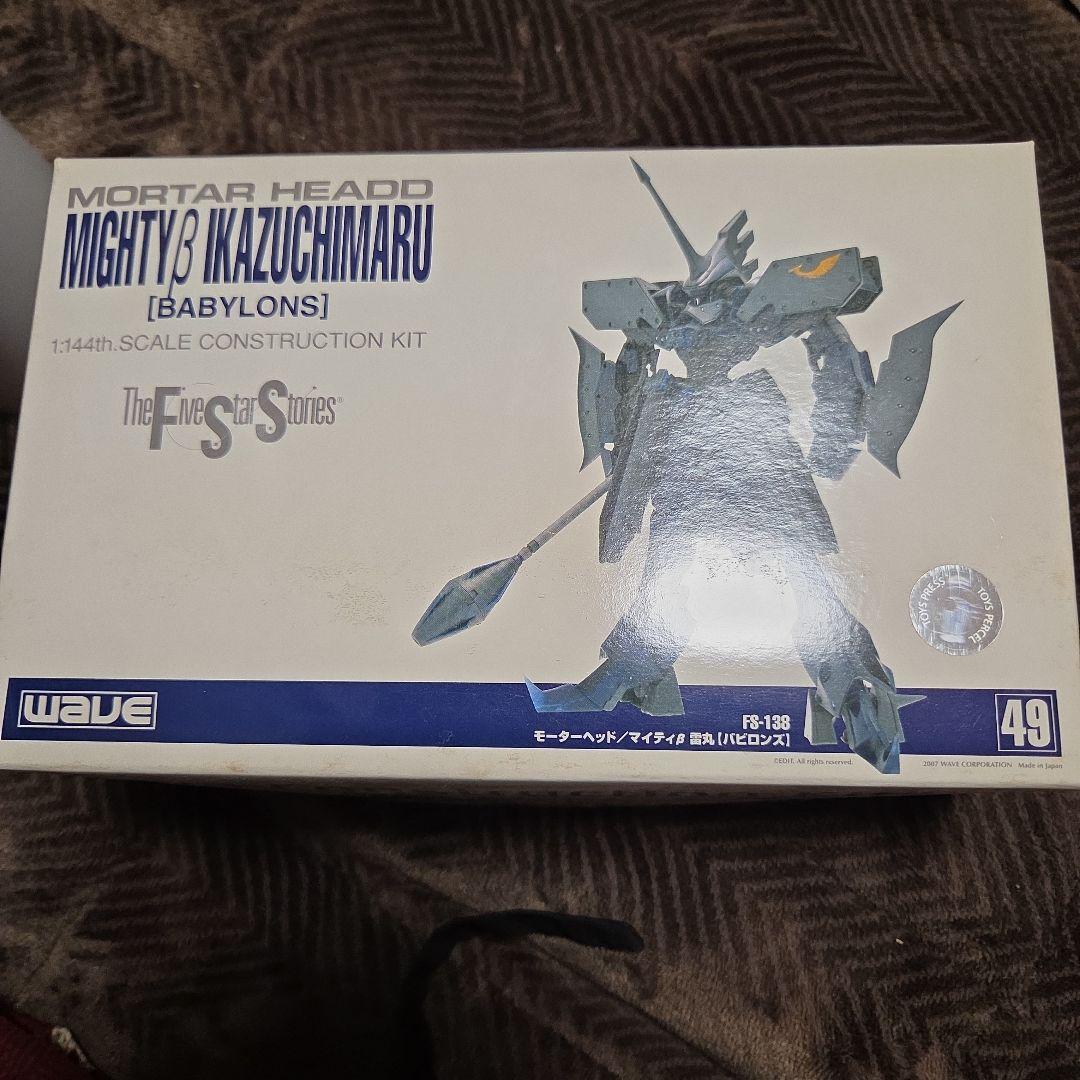 MORTAR HEADD
MIGHTY β IKAZUCHIMARU
[BABYLONS]
1:144th.SCALE CONSTRUCTION KIT
The Five Star Stories®
TOYS PRESS
TOYS PERCEL
wave
FS-138
モーターヘッド/マイティβ 雷丸[バビロンズ]
49
©EDIT. All rights reserved.
2007 WAVE CORPORATION Made in Japan